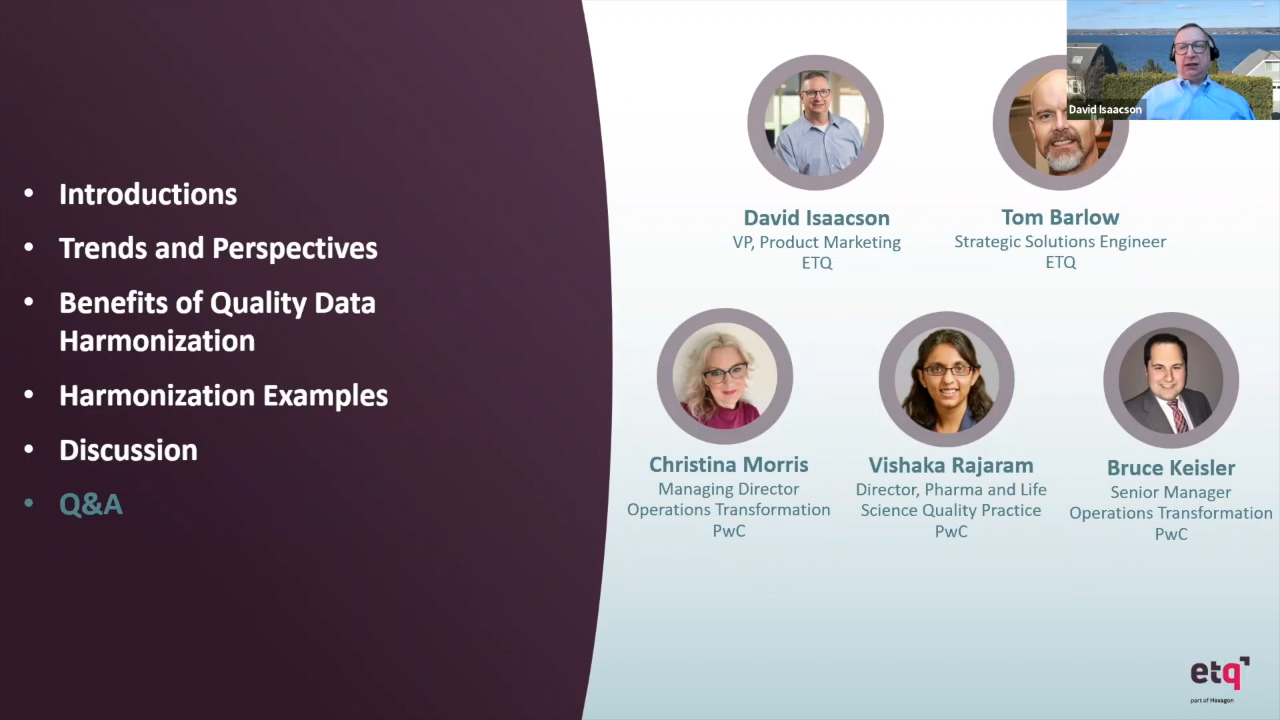 Introductions
Trends and Perspectives
Benefits of Quality Data
Harmonization
Harmonization Examples
Discussion
Q&A
David Isaacson
David Isaacson
VP, Product Marketing
ETQ
Tom Barlow
Strategic Solutions Engineer
ETQ
Christina Morris
Managing Director
Operations Transformation
PwC
Vishaka Rajaram
Director, Pharma and Life
Science Quality Practice
PwC
Bruce Keisler
Senior Manager
Operations Transformation
PwC
etq
part of Hexagon